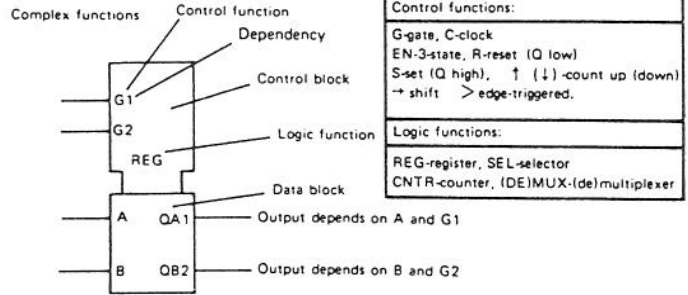 Complex functions
Control function
Dependency
Control block
G1
G2
Logic function
REG
Data block
A QA1 Output depends on A and G1
B QB2 Output depends on B and G2
Control functions:
G-gate, C-clock
EN-3-state, R-reset (Q low)
S-set (Q high), ↑ (↓) -count up (down)
→ shift > edge-triggered.
Logic functions:
REG-register, SEL-selector
CNTR-counter, (DE)MUX-(de)multiplexer